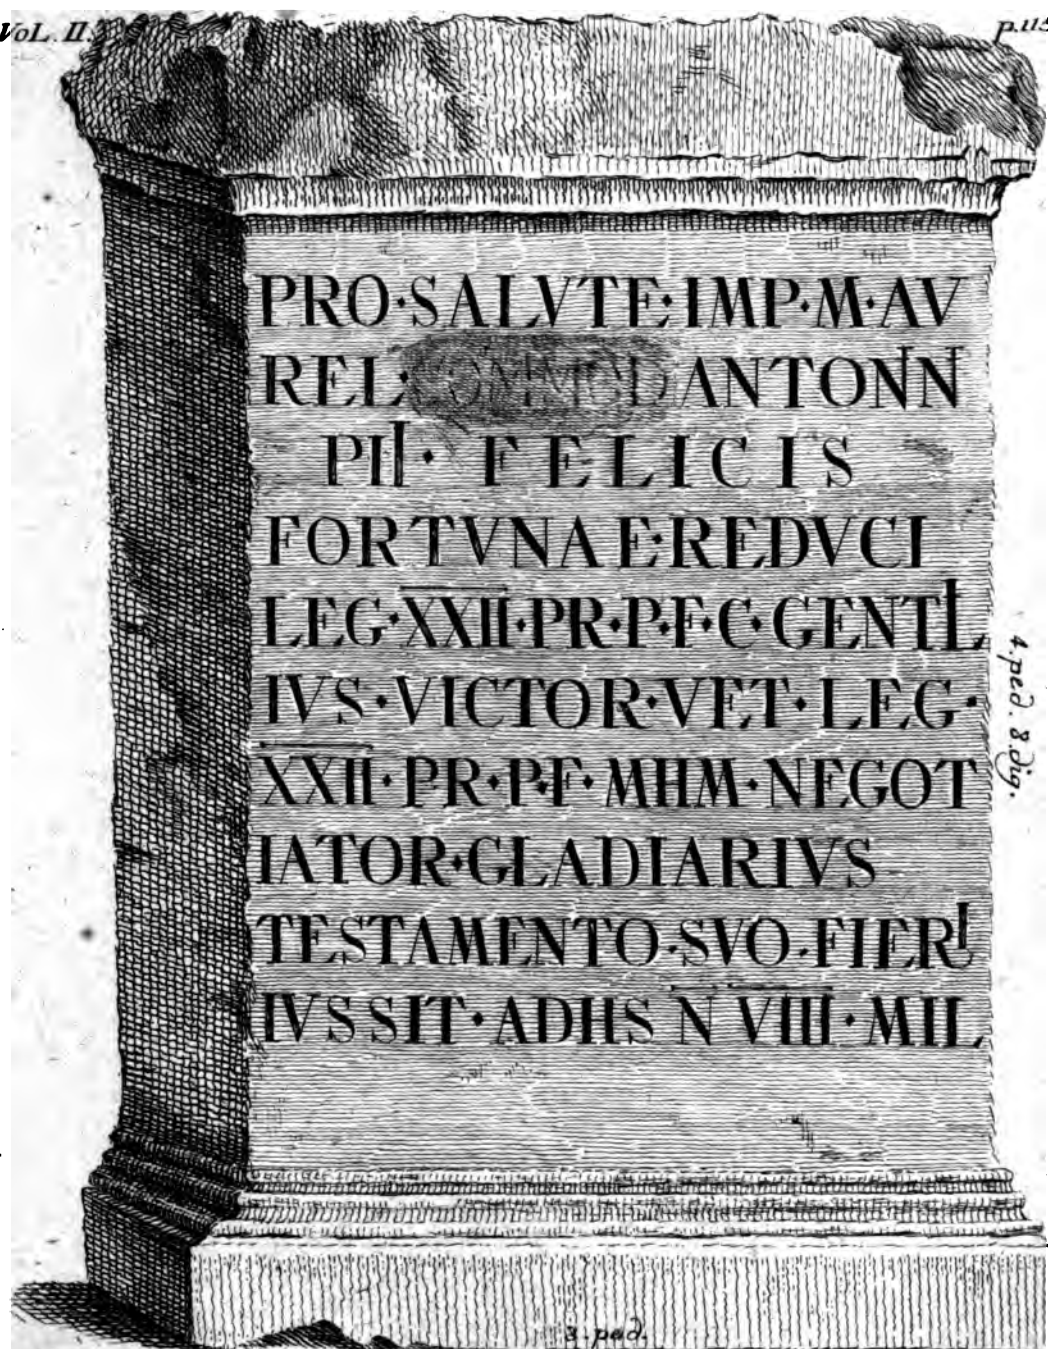 VOL. II.
p. 115
PRO·SALVTE·IMP·M·AV
REL·COMMOD ANTONN
PII· FELICIS
FORTVNAE·REDVCI
LEG·XXII·PR·P·F·C·GENTIL
IVS·VICTOR·VET·LEG·
XXII·PR·P·F·MHM·NEGOT
IATOR·GLADIARIVS
TESTAMENTO·SVO·FIERI
IVSSIT·ADHS N VIII·MIL
4. ped. 8. dig.
3. ped.